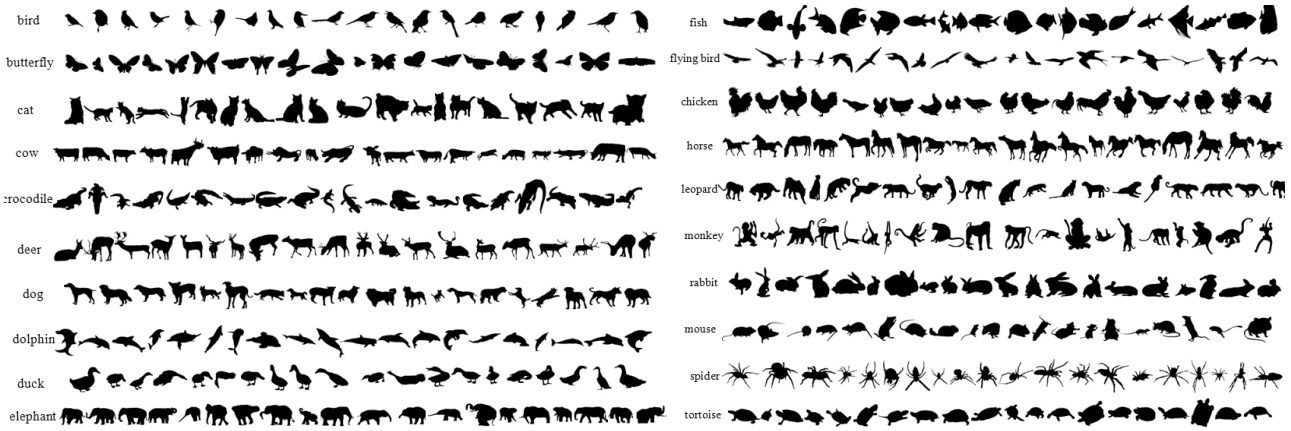 bird
butterfly
cat
cow
crocodile
deer
dog
dolphin
duck
elephant
fish
flying bird
chicken
horse
leopard
monkey
rabbit
mouse
spider
tortoise